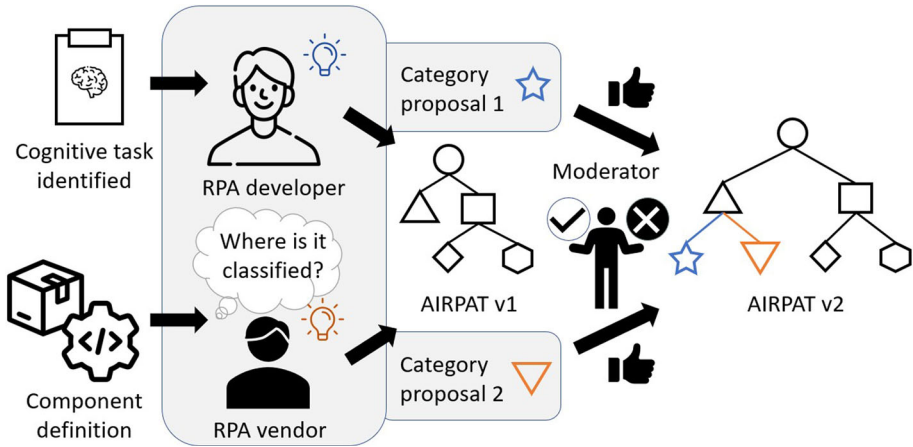 Cognitive task
identified
RPA developer
Category
proposal 1
Moderator
Where is it
classified?
AIRPAT v1
AIRPAT v2
</>
Component
definition
RPA vendor
Category
proposal 2